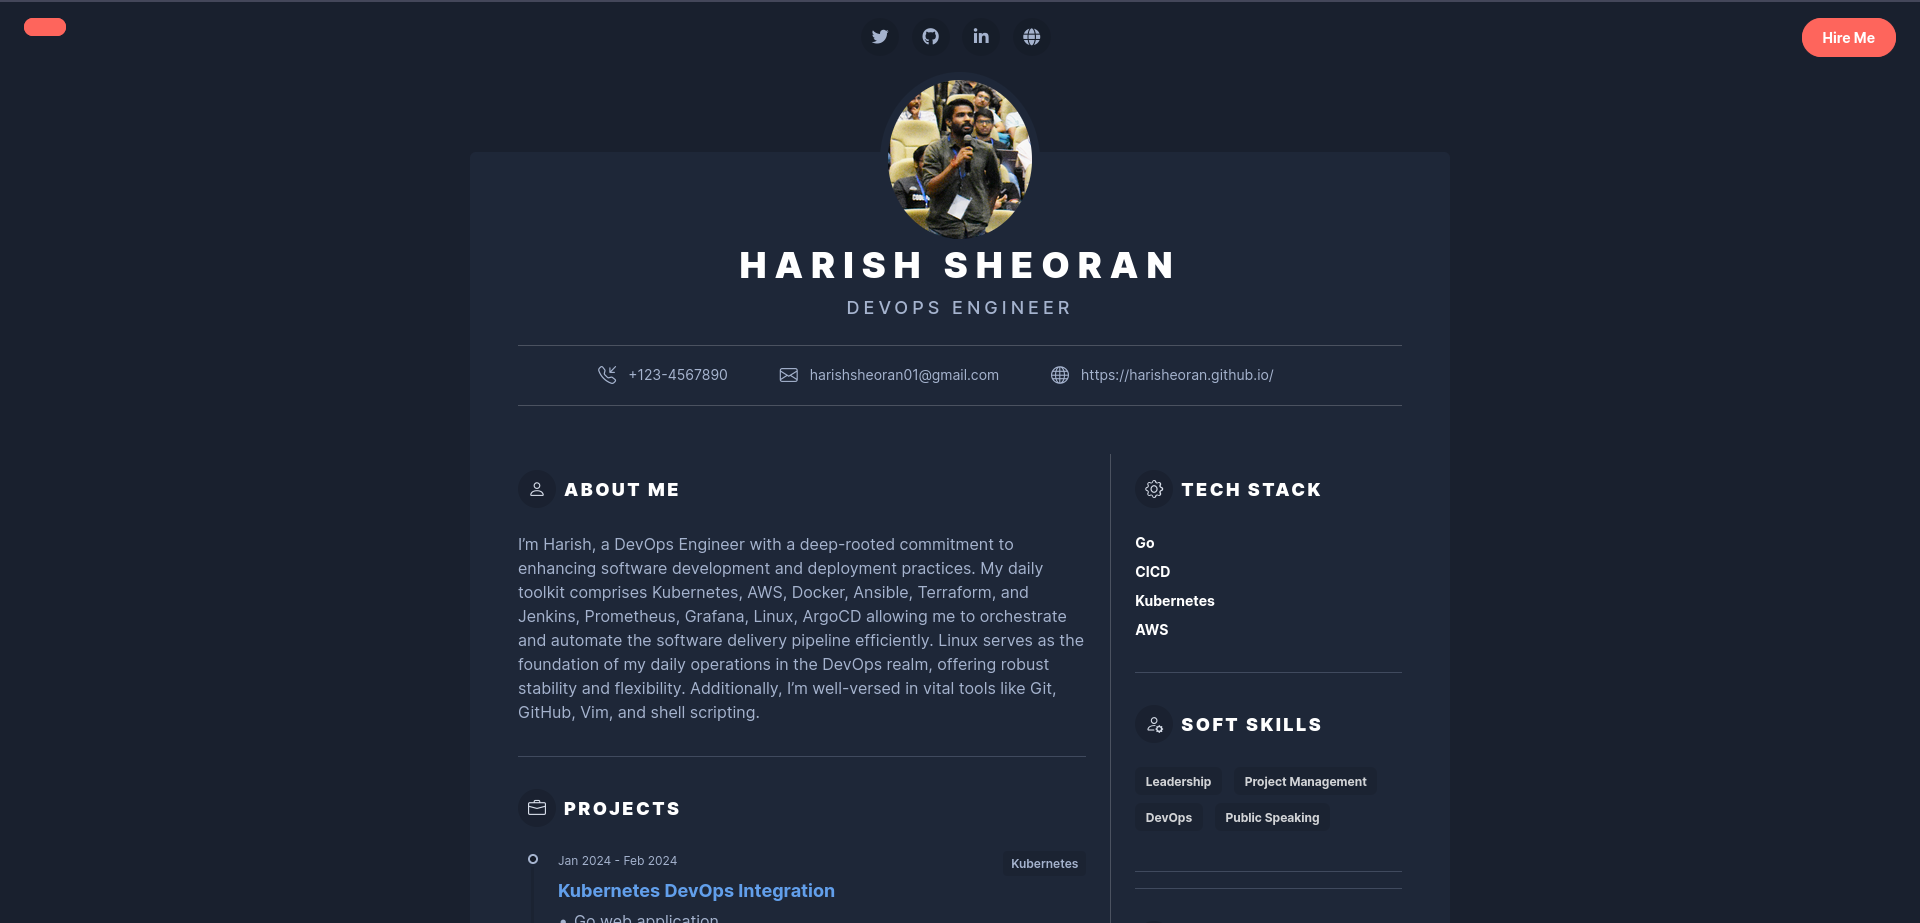 Hire Me
HARISH SHEORAN
DEVOPS ENGINEER
+123-4567890
harishsheoran01@gmail.com
https://harisheoran.github.io/
ABOUT ME
I’m Harish, a DevOps Engineer with a deep-rooted commitment to
enhancing software development and deployment practices. My daily
toolkit comprises Kubernetes, AWS, Docker, Ansible, Terraform, and
Jenkins, Prometheus, Grafana, Linux, ArgoCD allowing me to orchestrate
and automate the software delivery pipeline efficiently. Linux serves as the
foundation of my daily operations in the DevOps realm, offering robust
stability and flexibility. Additionally, I’m well-versed in vital tools like Git,
GitHub, Vim, and shell scripting.
PROJECTS
Jan 2024 - Feb 2024
Kubernetes
Kubernetes DevOps Integration
• Go web application
TECH STACK
Go
CICD
Kubernetes
AWS
SOFT SKILLS
Leadership
Project Management
DevOps
Public Speaking